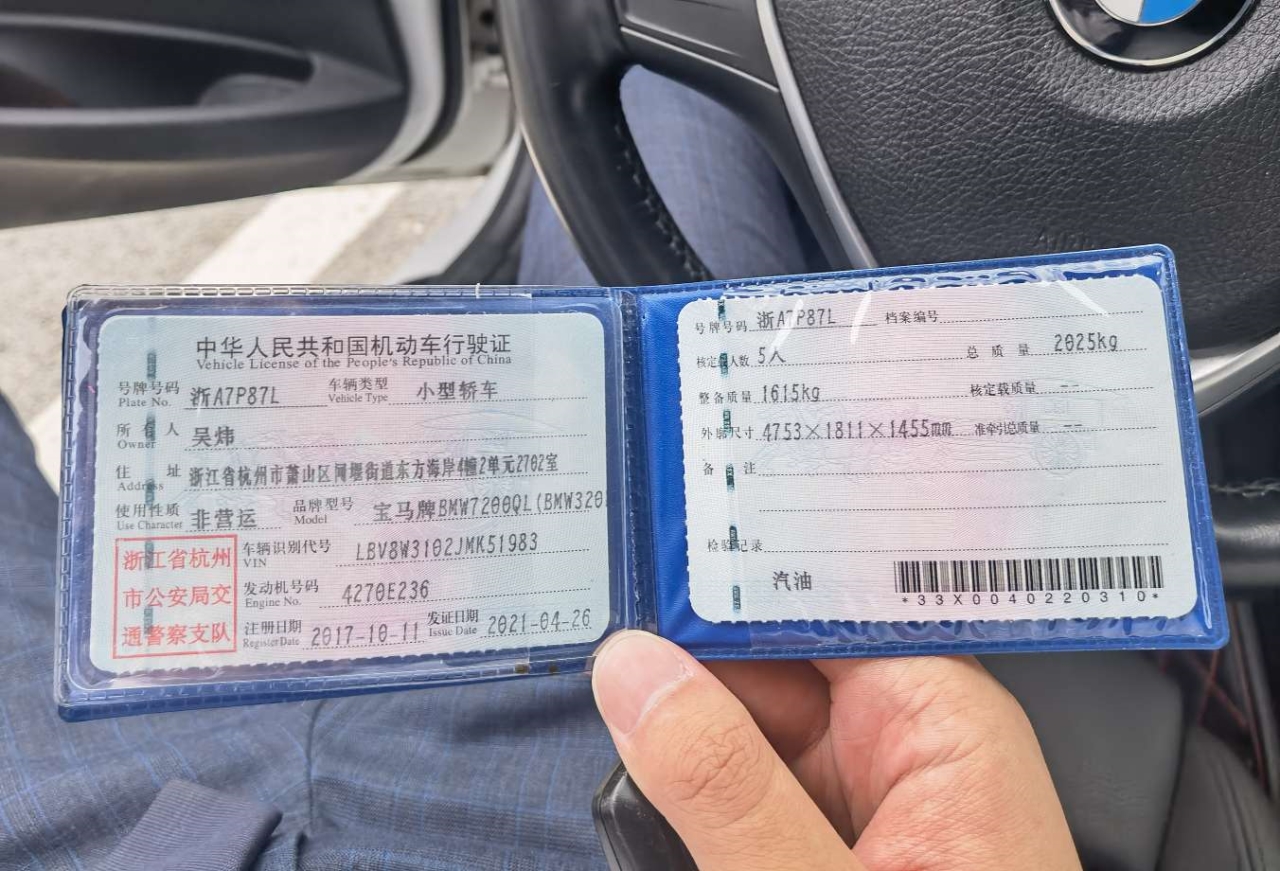 中华人民共和国机动车行驶证
Vehicle License of the People's Republic of China
号牌号码 浙A7P87L 车辆类型 小型轿车
Plate No. Vehicle Type
所有人 吴炜
Owner
住址 浙江省杭州市萧山区闻堰街道东方海岸4幢2单元2702室
Address
使用性质 非营运 品牌型号 宝马牌BMW7200QL(BMW320
Use Character Model
浙江省杭州
市公安局交
通警察支队
车辆识别代号 LBV8W3102JMK51983
VIN
发动机号码 4270E236
Engine No.
注册日期 2017-10-11 发证日期 2021-04-26
Register Date Issue Date
号牌号码 浙A7P87L 档案编号
核定载人数 5人 总质量 2025kg
整备质量 1615kg 核定载质量 --
外廓尺寸 4753×1811×1455mm 准牵引总质量 --
备注
检验记录
汽油
*33X0040220310*